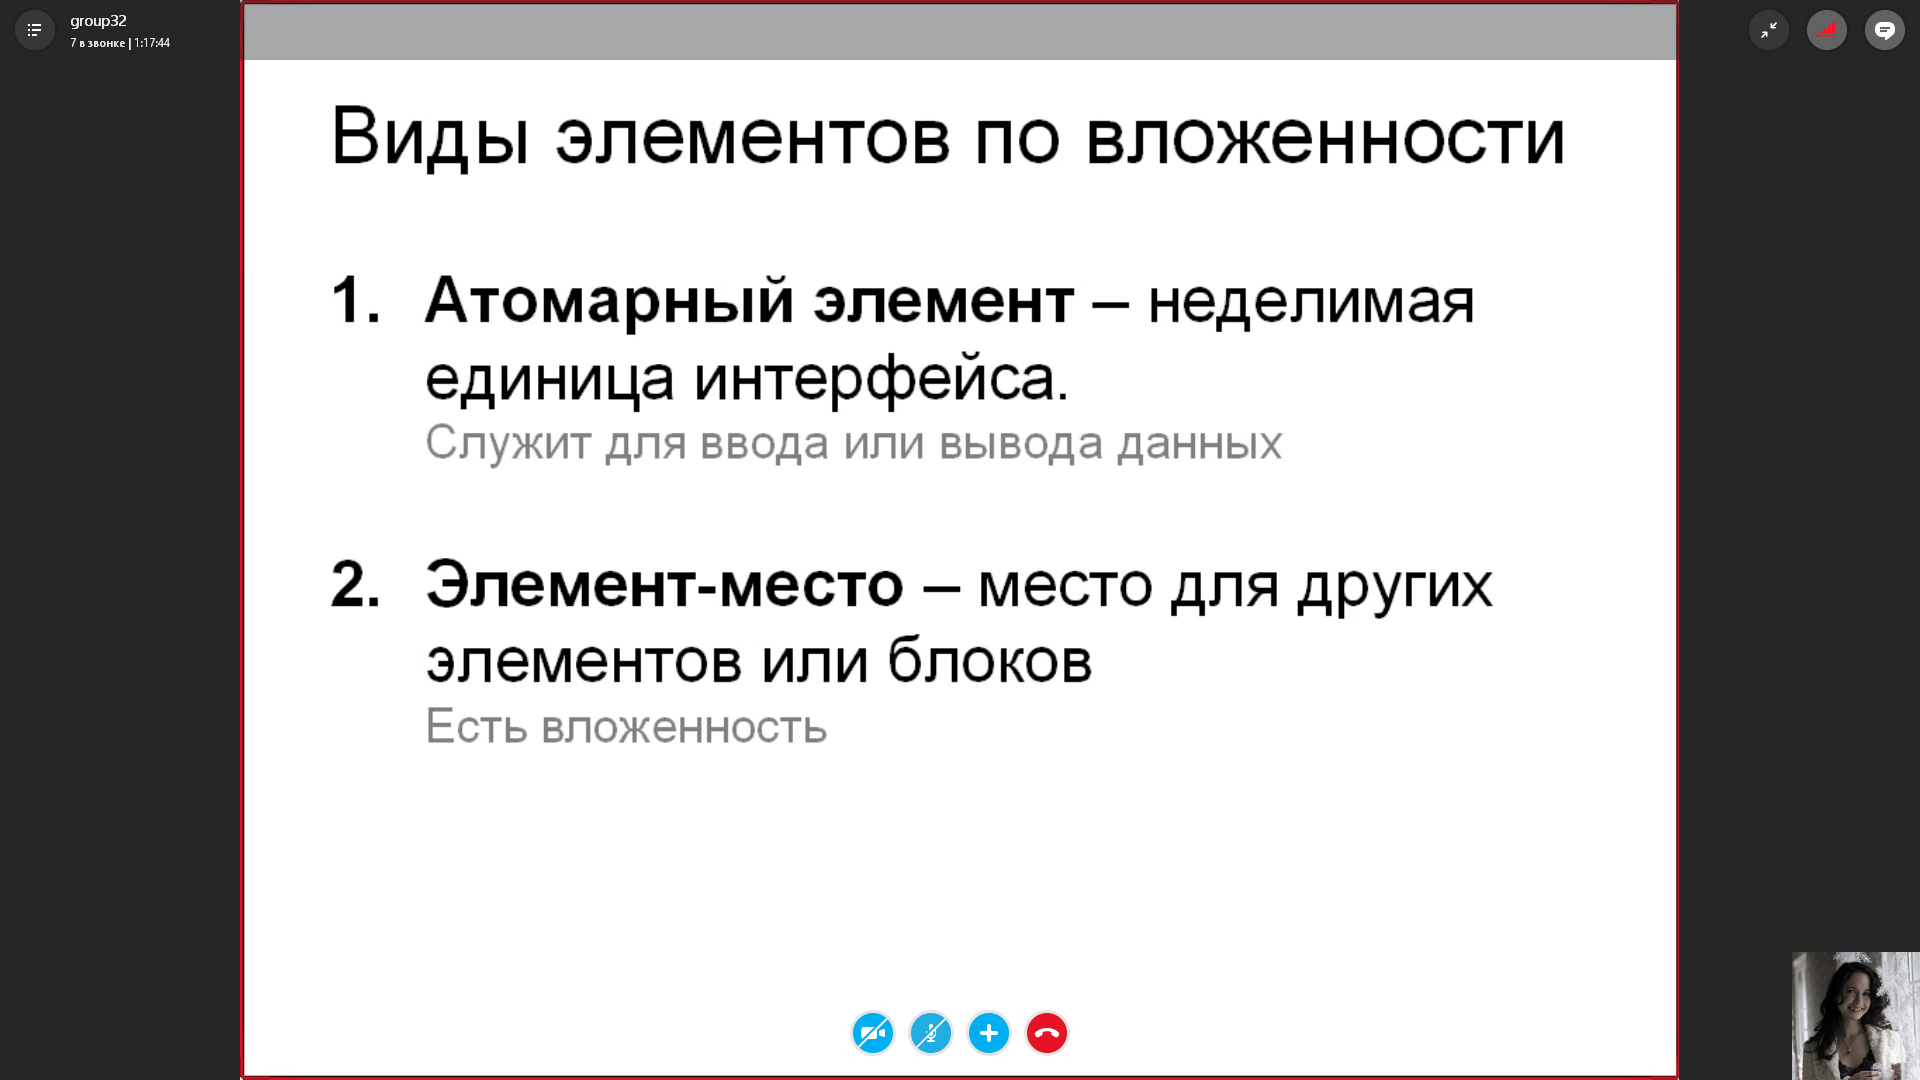 group32
7 в звонке | 1:17:44
Виды элементов по вложенности
1. Атомарный элемент – неделимая
единица интерфейса.
Служит для ввода или вывода данных
2. Элемент-место – место для других
элементов или блоков
Есть вложенность